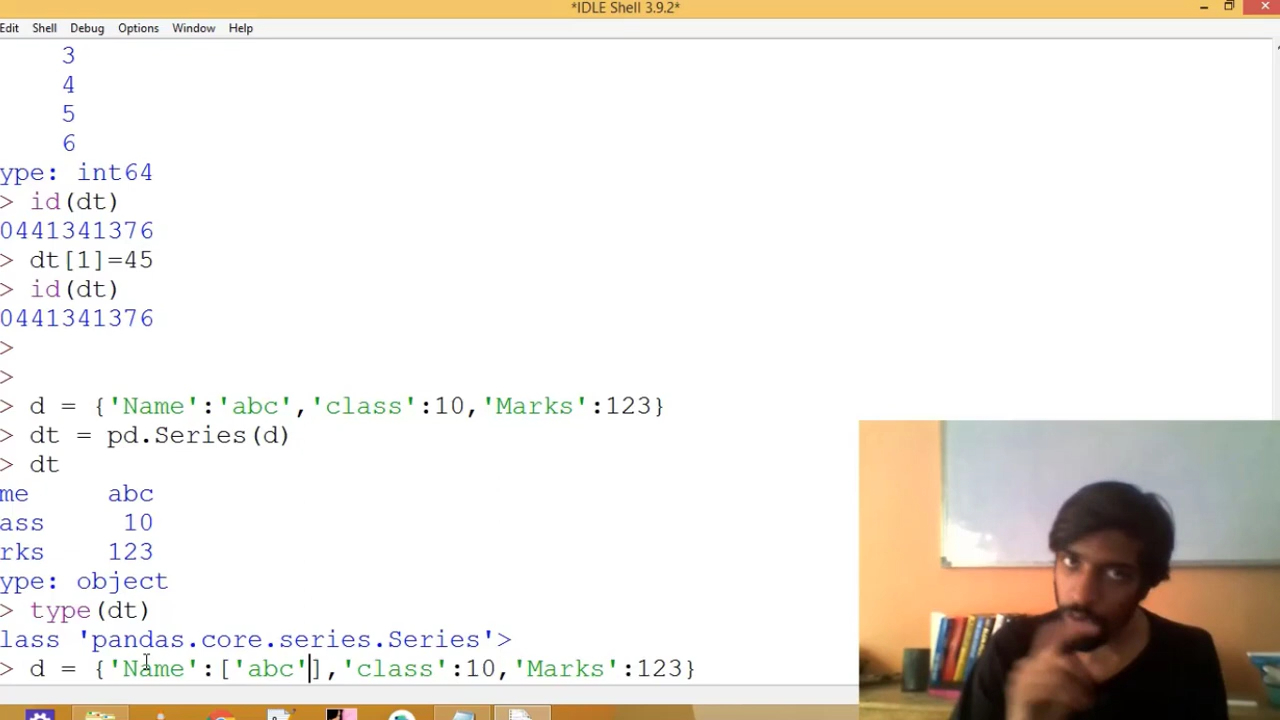 *IDLE Shell 3.9.2*
Edit Shell Debug Options Window Help
3
4
5
6
ype: int64
> id(dt)
0441341376
> dt[1]=45
> id(dt)
0441341376
>
>
> d = {'Name':'abc','class':10,'Marks':123}
> dt = pd.Series(d)
> dt
me abc
ass 10
rks 123
ype: object
> type(dt)
lass 'pandas.core.series.Series'>
> d = {'Name':['abc'],'class':10,'Marks':123}